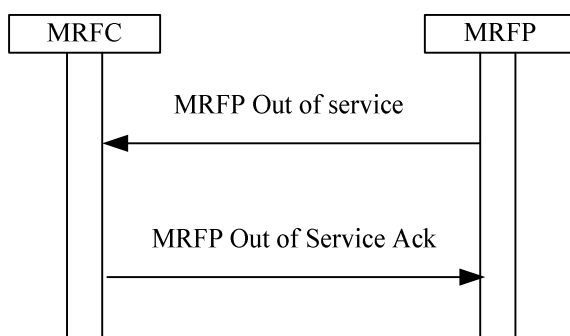 MRFC
MRFP
MRFP Out of service
MRFP Out of Service Ack